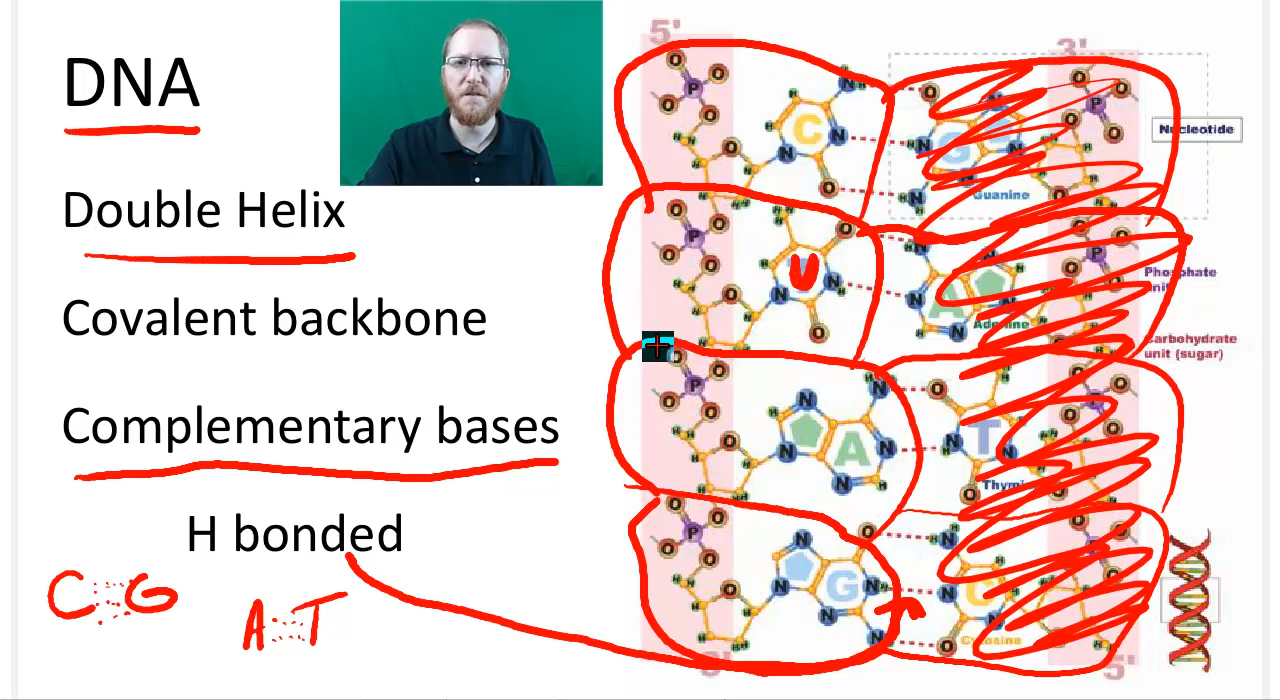 DNA
Double Helix
Covalent backbone
Complementary bases
H bonded
C G
A T
5'
3'
P O O O O
C
N
N
N H
O
O
H N
H N
G
N
Guanine
Nucleotide
P O O O
U
N
N H
O
O
N
N
A
N
Adenine
Phosphate
unit
Carbohydrate
unit (sugar)
P O O
N
N
A
N
N
N H
O
N
T
N
O
Thymi
P O O
N
N
G
N
N H
N
O
H N
N
C
O
Cytosine
5'